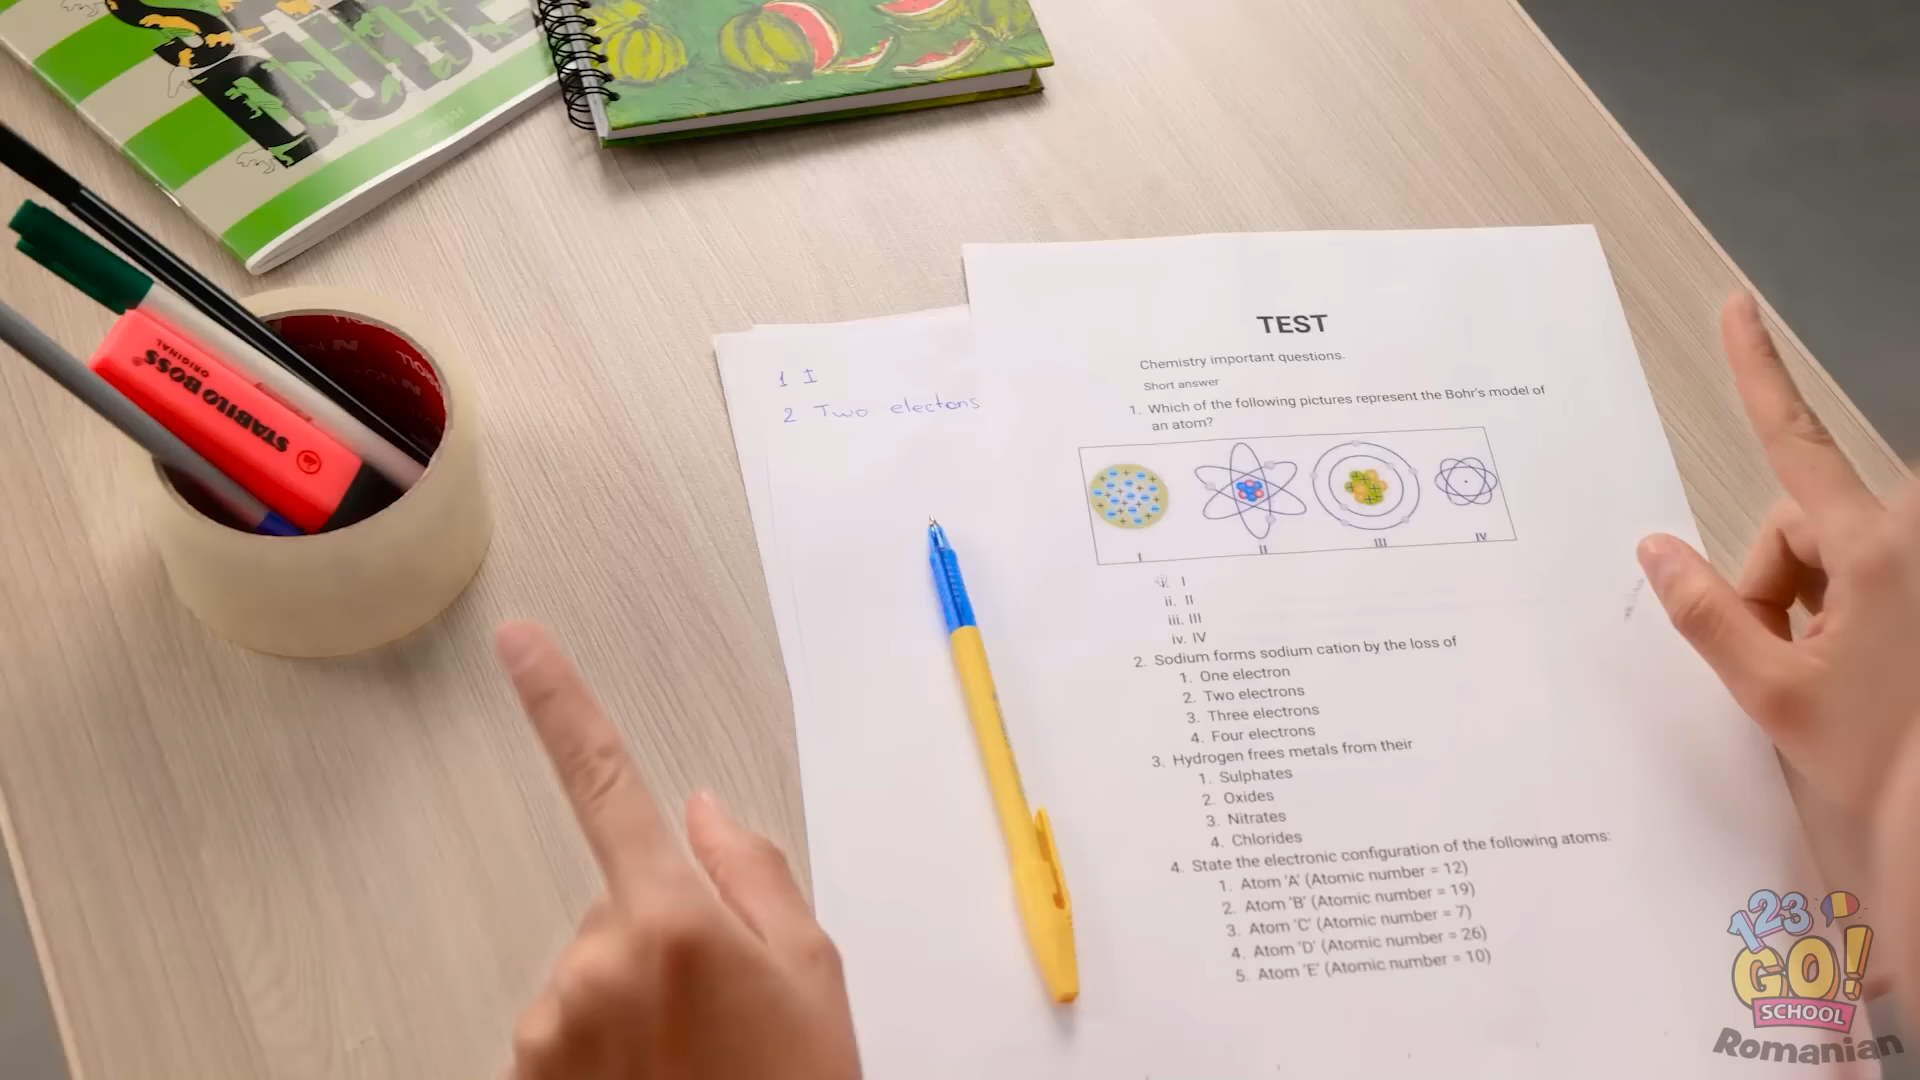 STABILO BOSS
ORIGINAL
1 I
2 Two electons
TEST
Chemistry important questions.
Short answer
1. Which of the following pictures represent the Bohr's model of
an atom?
I II III IV
I
ii. II
iii. III
iv. IV
2. Sodium forms sodium cation by the loss of
1. One electron
2. Two electrons
3. Three electrons
4. Four electrons
3. Hydrogen frees metals from their
1. Sulphates
2. Oxides
3. Nitrates
4. Chlorides
4. State the electronic configuration of the following atoms:
1. Atom 'A' (Atomic number = 12)
2. Atom 'B' (Atomic number = 19)
3. Atom 'C' (Atomic number = 7)
4. Atom 'D' (Atomic number = 26)
5. Atom 'E' (Atomic number = 10)
123
GO!
SCHOOL
Romanian